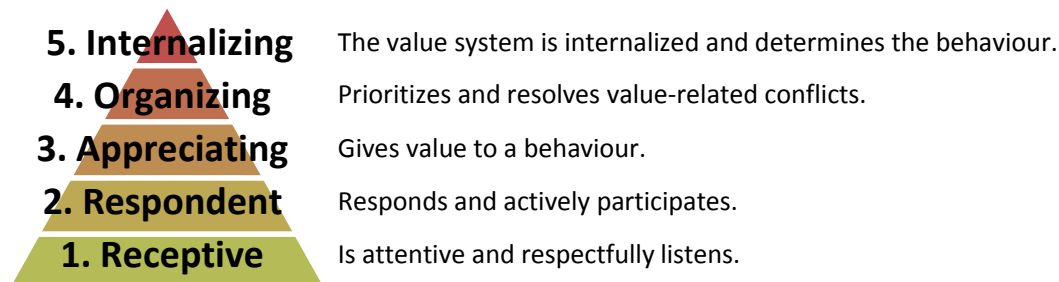 5. Internalizing The value system is internalized and determines the behaviour.
4. Organizing Prioritizes and resolves value-related conflicts.
3. Appreciating Gives value to a behaviour.
2. Respondent Responds and actively participates.
1. Receptive Is attentive and respectfully listens.